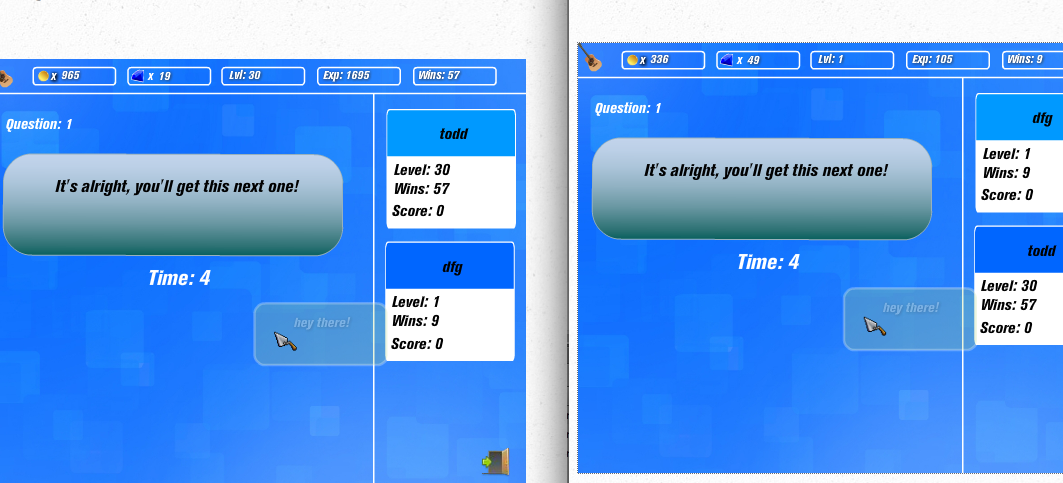 x 965
x 19
Lvl: 30
Exp: 1695
Wins: 57
Question: 1
It's alright, you'll get this next one!
Time: 4
hey there!
todd
Level: 30
Wins: 57
Score: 0
dfg
Level: 1
Wins: 9
Score: 0
x 336
x 49
Lvl: 1
Exp: 105
Wins: 9
Question: 1
It's alright, you'll get this next one!
Time: 4
hey there!
dfg
Level: 1
Wins: 9
Score: 0
todd
Level: 30
Wins: 57
Score: 0